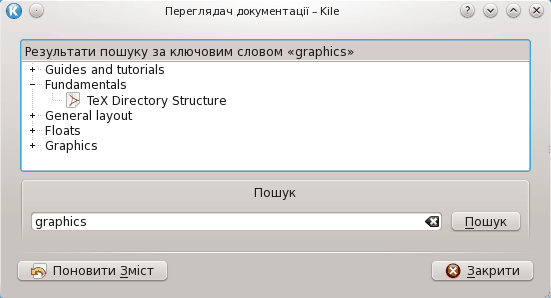 Переглядач документації – Kile
Результати пошуку за ключовим словом «graphics»
Guides and tutorials
Fundamentals
TeX Directory Structure
General layout
Floats
Graphics
Пошук
graphics Пошук
Поновити Зміст Закрити